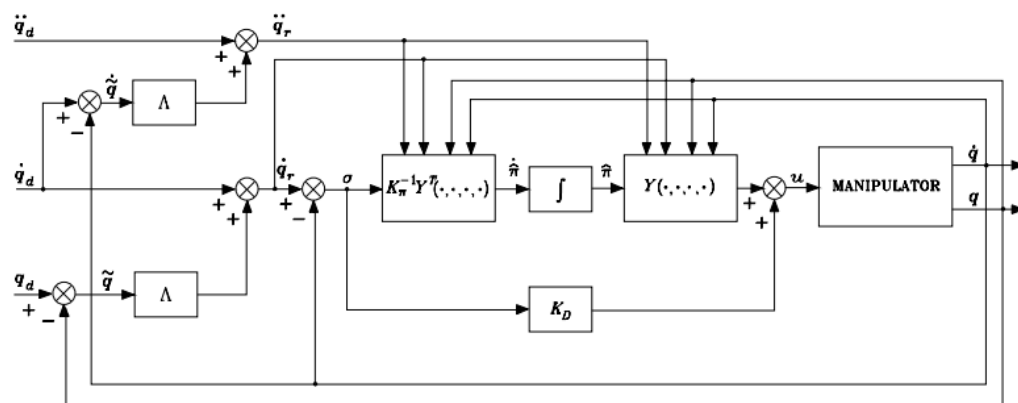 q̈_d
q̈_r
+
+
q̃̇
Λ
+
−
q̇_d
q̇_r
σ
K_π^{-1}Y^T(·,·,·,·)
π̂̇
∫
π̂
Y(·,·,·,·)
u
MANIPULATOR
q̇
q
+
+
+
−
+
+
q_d
q̃
Λ
+
−
K_D